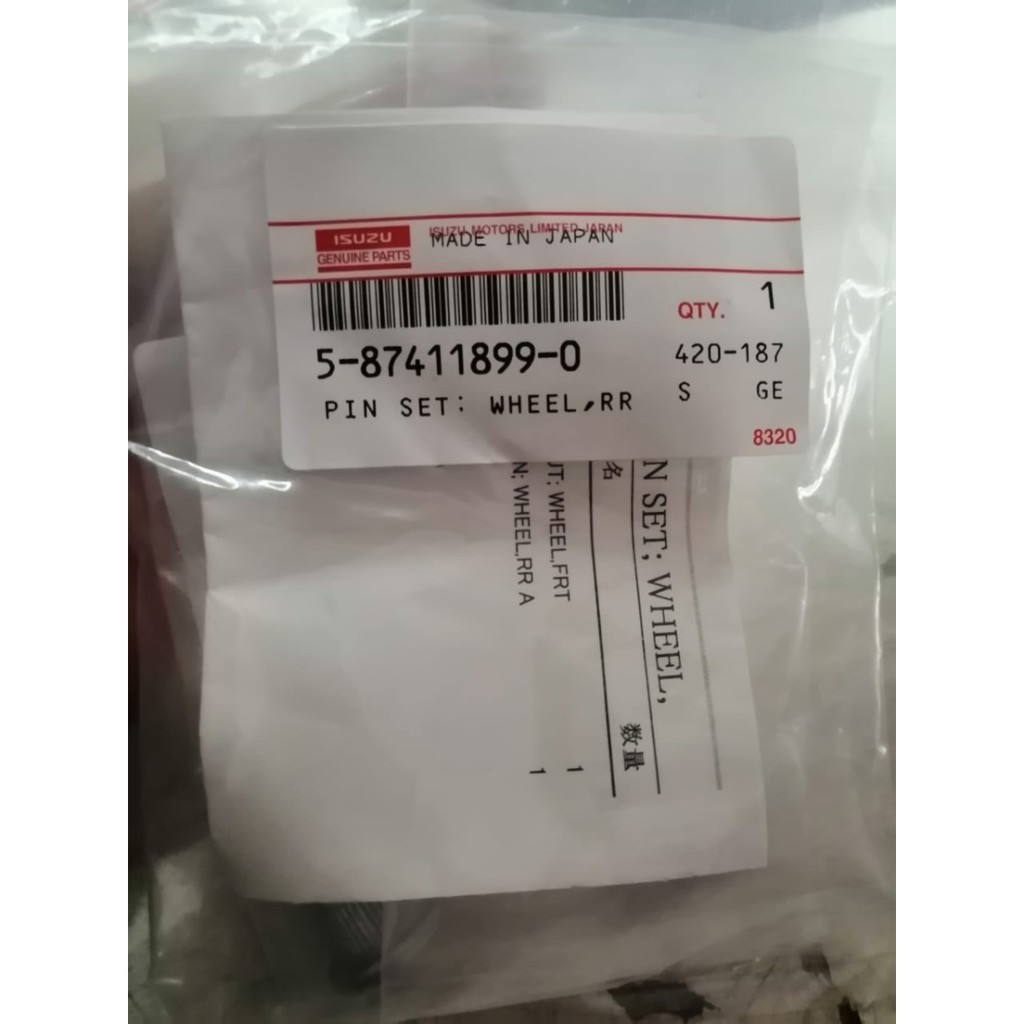 ISUZU
GENUINE PARTS
ISUZU MOTORS LIMITED JAPAN
MADE IN JAPAN
QTY. 1
5-87411899-0
420-187
PIN SET: WHEEL,RR
S GE
8320
N SET; WHEEL,
名 数量
UT; WHEEL,FRT 1
N; WHEEL,RR A 1